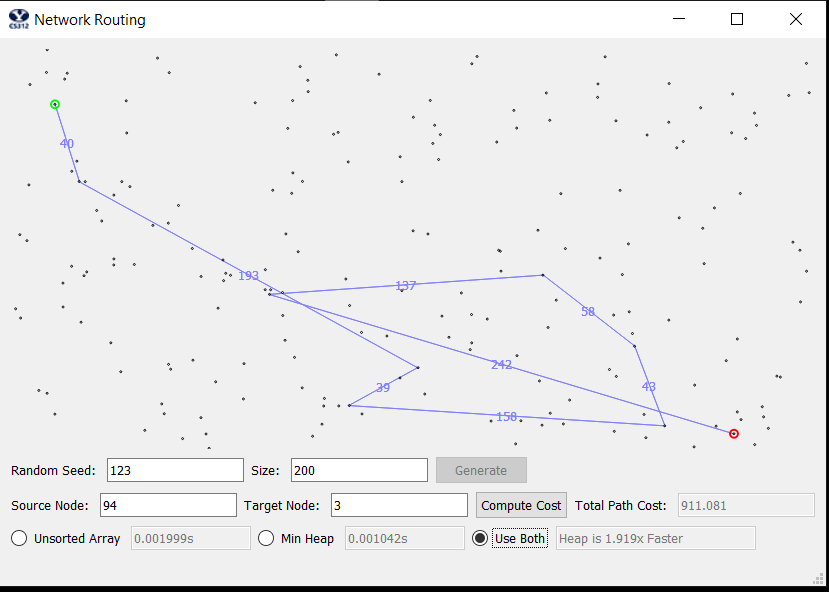 CS312 Network Routing
40
193
137
58
242
39
43
158
Random Seed: 123 Size: 200 Generate
Source Node: 94 Target Node: 3 Compute Cost Total Path Cost: 911.081
Unsorted Array 0.001999s Min Heap 0.001042s Use Both Heap is 1.919x Faster